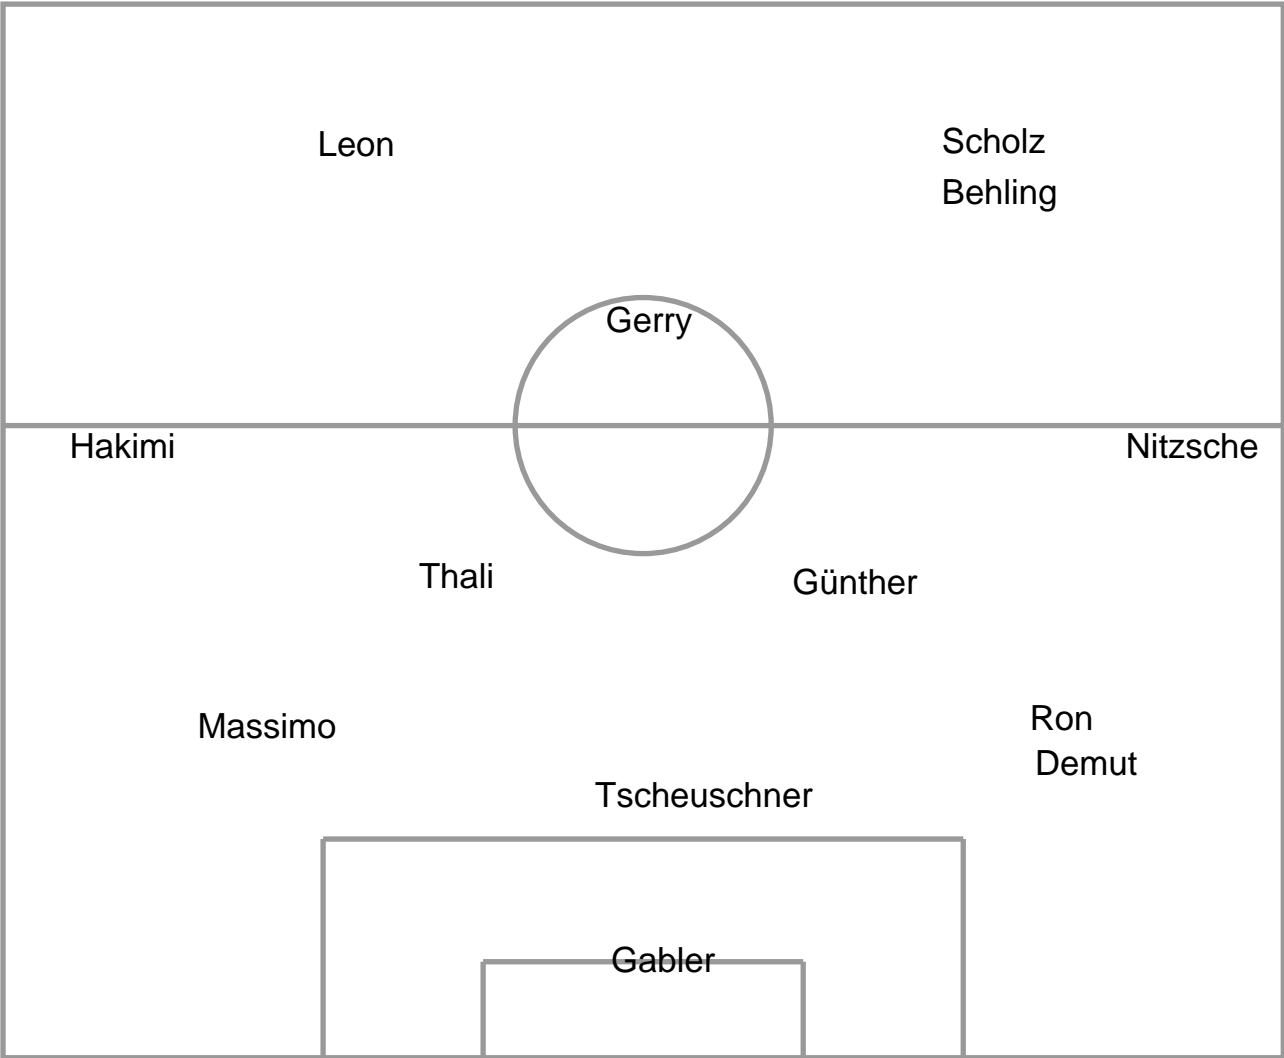 Leon
Scholz
Behling
Gerry
Hakimi
Nitzsche
Thali
Günther
Massimo
Ron
Demut
Tscheuschner
Gabler